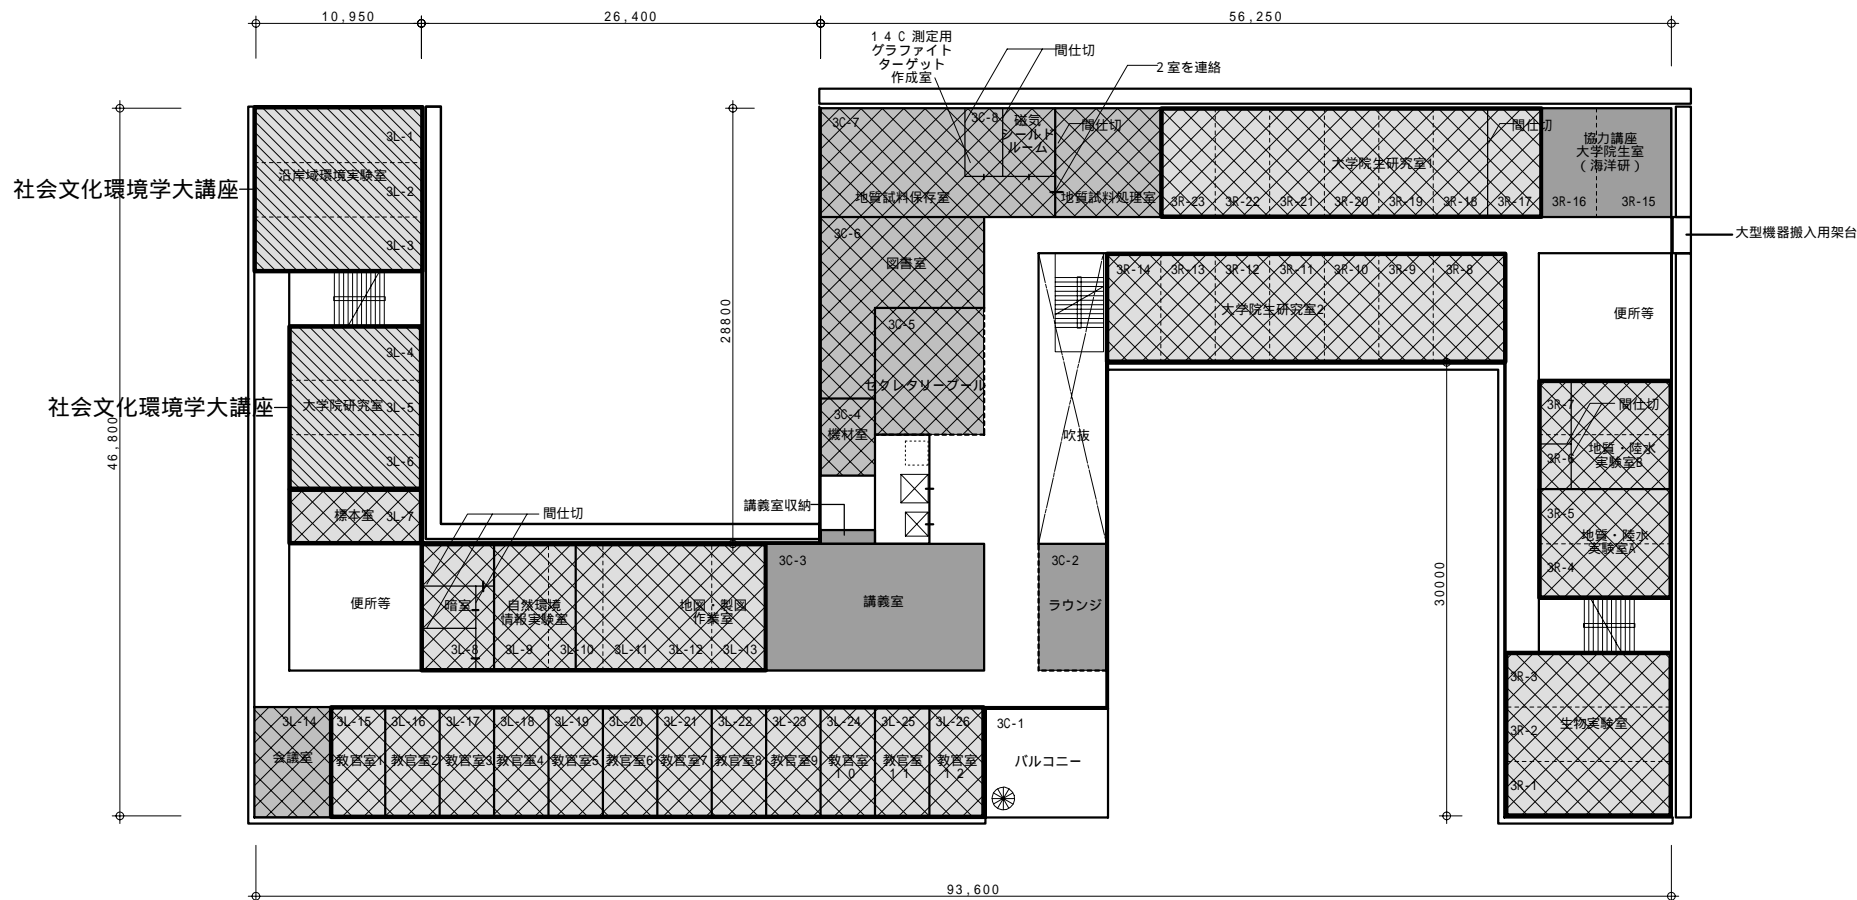 10,950
26,400
56,250
14C 測定用
グラファイト
ターゲット
作成室
間仕切
2室を連絡
3L-1
沿岸域環境実験室
3L-2
3L-3
社会文化環境学大講座
3C-7
3C-8
磁気
シールド
ルーム
間仕切
地質試料保存室
地質試料処理室
大学院生研究室1
間仕切
3R-23
3R-22
3R-21
3R-20
3R-19
3R-18
3R-17
協力講座
大学院生室
(海洋研)
3R-16
3R-15
大型機器搬入用架台
3C-6
図書室
3R-14
3R-13
3R-12
3R-11
3R-10
3R-9
3R-8
大学院生研究室2
便所等
28800
3C-5
セクレタリープール
3L-4
大学院研究室
3L-5
3L-6
社会文化環境学大講座
46,800
3C-4
機材室
吹抜
3R-7
間仕切
地質・陸水
実験室B
3R-6
標本室
3L-7
間仕切
講義室収納
3R-5
地質・陸水
実験室A
3R-4
便所等
暗室
自然環境
情報実験室
地図・製図
作業室
3L-8
3L-9
3L-10
3L-11
3L-12
3L-13
3C-3
講義室
3C-2
ラウンジ
30000
3R-3
生物実験室
3R-2
3R-1
3L-14
会議室
3L-15
教官室1
3L-16
教官室2
3L-17
教官室3
3L-18
教官室4
3L-19
教官室5
3L-20
教官室6
3L-21
教官室7
3L-22
教官室8
3L-23
教官室9
3L-24
教官室
10
3L-25
教官室
11
3L-26
教官室
12
3C-1
バルコニー
93,600